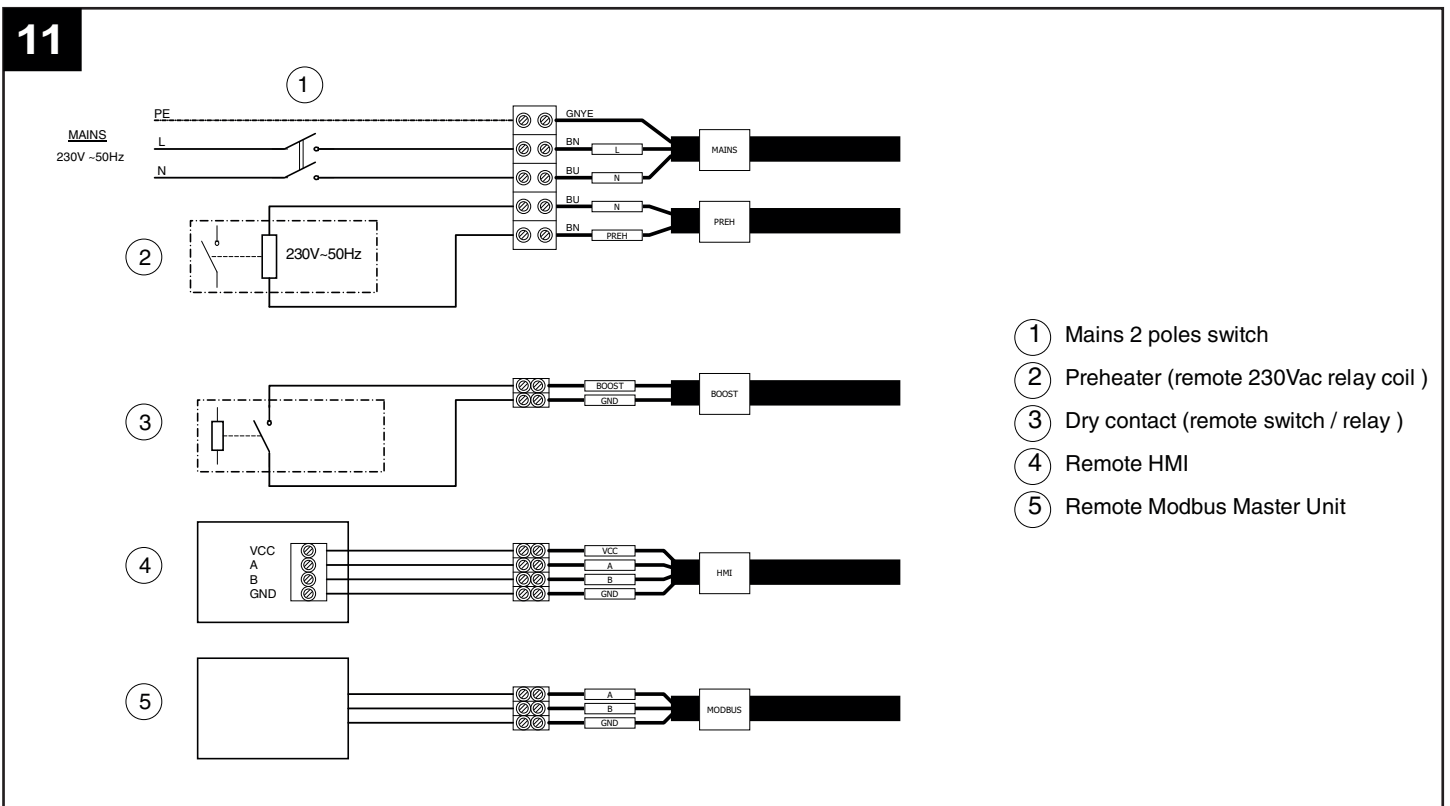 11
1
PE
GNYE
MAINS
230V ~50Hz
L
BN
L
MAINS
N
BU
N
BU
N
PREH
2
230V~50Hz
BN
PREH
1 Mains 2 poles switch
2 Preheater (remote 230Vac relay coil )
3 Dry contact (remote switch / relay )
4 Remote HMI
5 Remote Modbus Master Unit
BOOST
GND
BOOST
3
4
VCC
A
B
GND
VCC
A
B
GND
HMI
5
A
B
GND
MODBUS